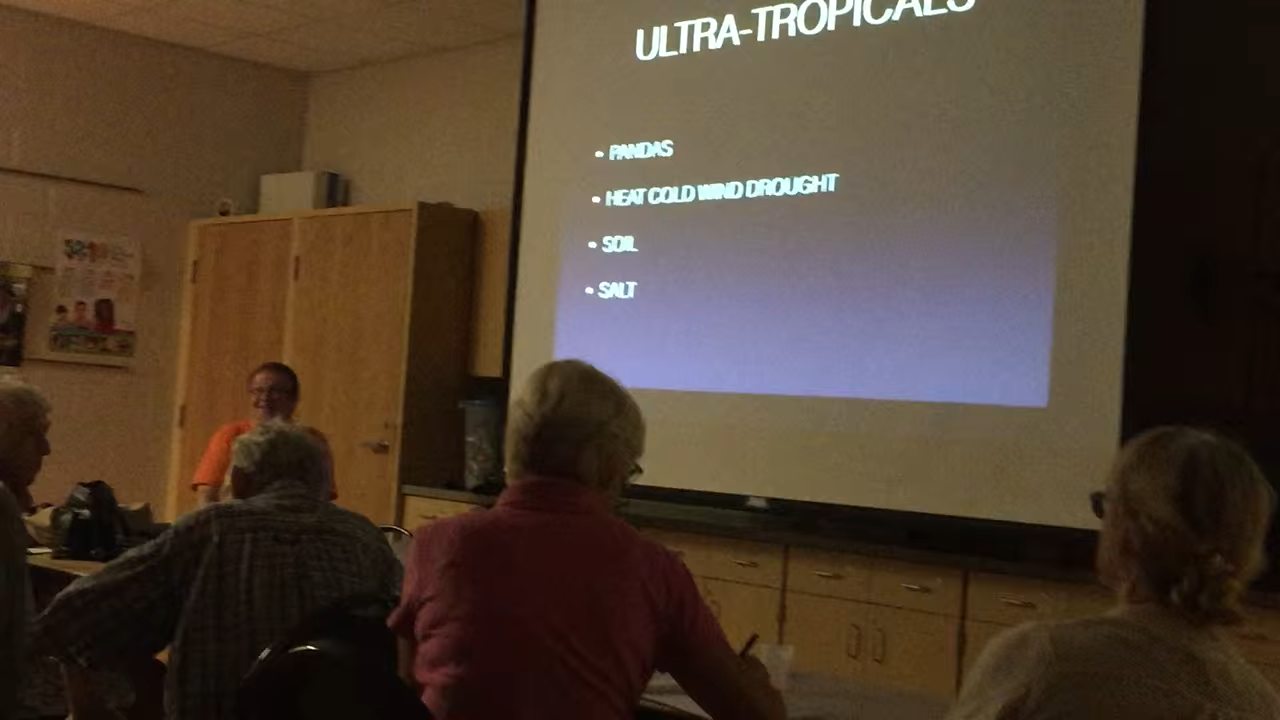 ULTRA-TROPICALS
- PANDAS
- HEAT COLD WIND DROUGHT
- SOIL
- SALT